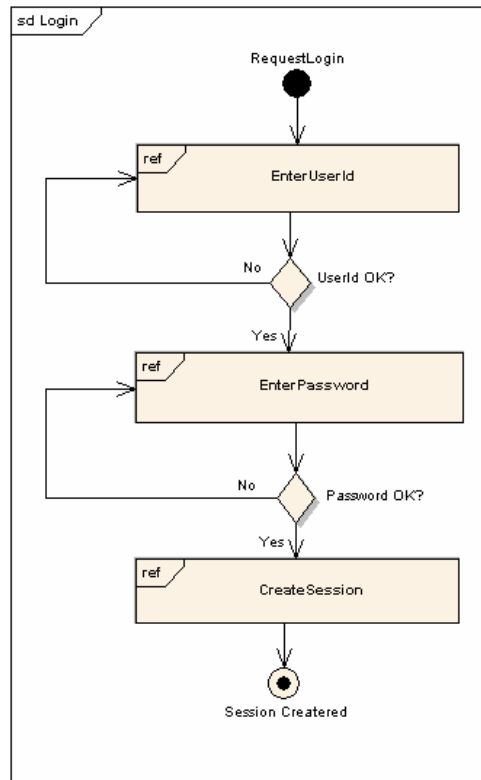 sd Login
RequestLogin
ref
EnterUserId
No
UserId OK?
Yes
ref
EnterPassword
No
Password OK?
Yes
ref
CreateSession
Session Createred